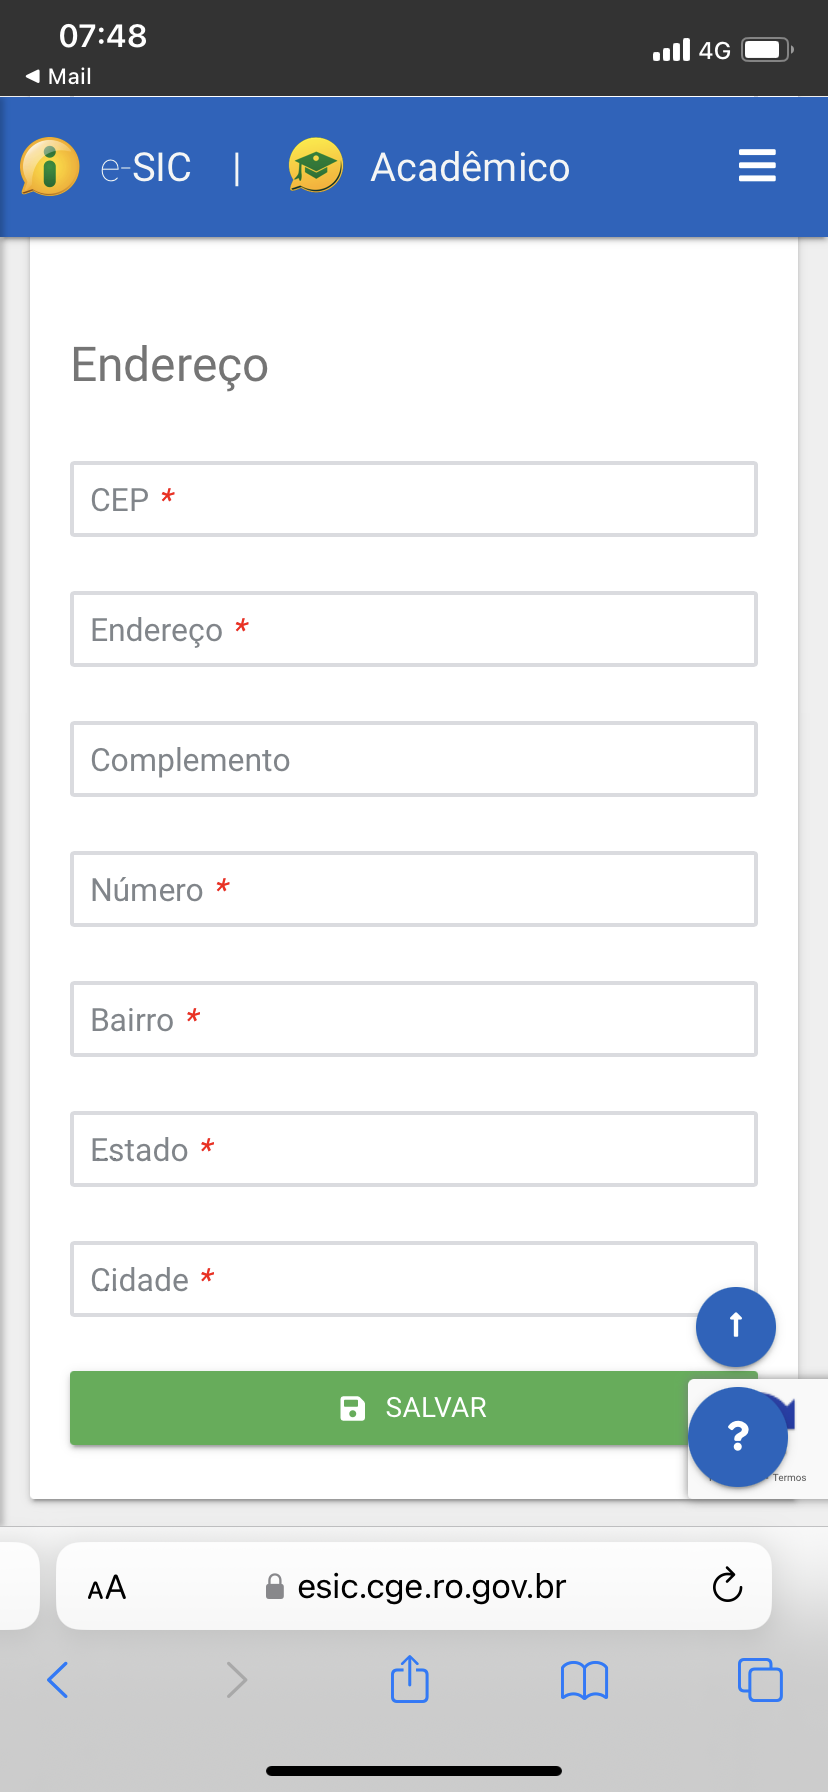 07:48
4G
◀ Mail
e-SIC | Acadêmico
Endereço
CEP *
Endereço *
Complemento
Número *
Bairro *
Estado *
Cidade *
SALVAR
?
- Termos
AA esic.cge.ro.gov.br